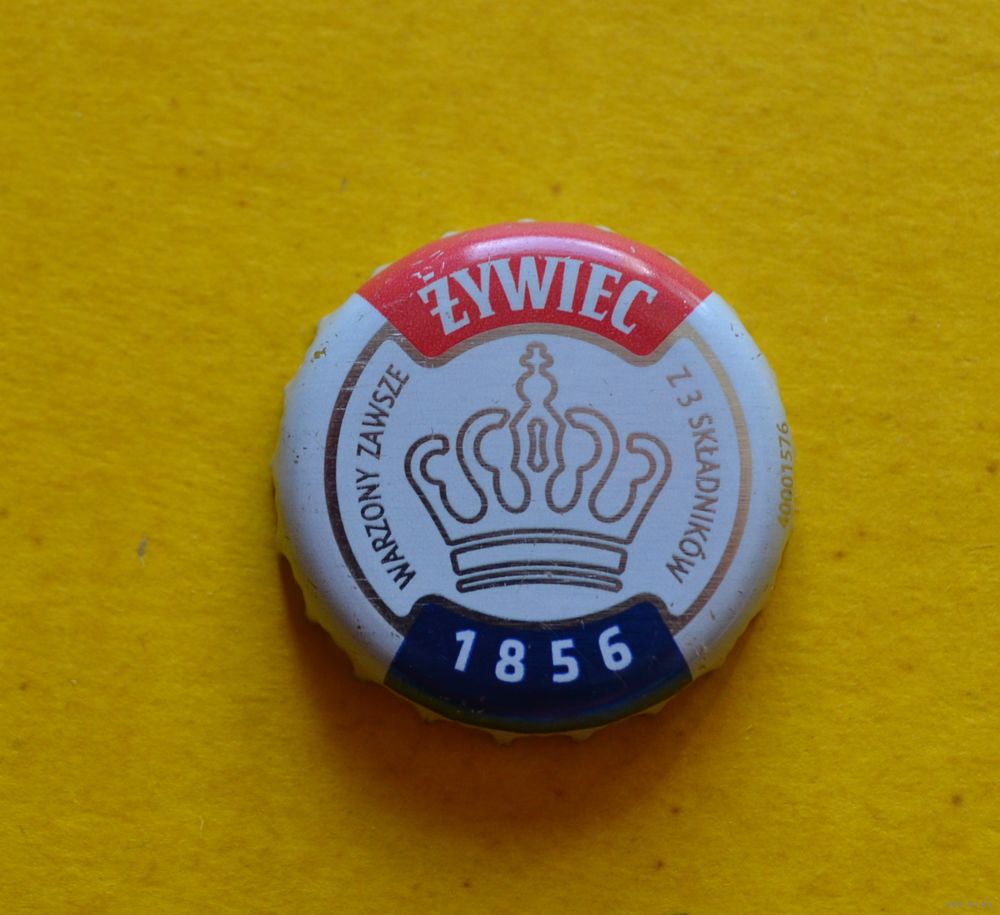 ŻYWIEC
WARZONY ZAWSZE
Z 3 SKŁADNIKÓW
40001576
1856